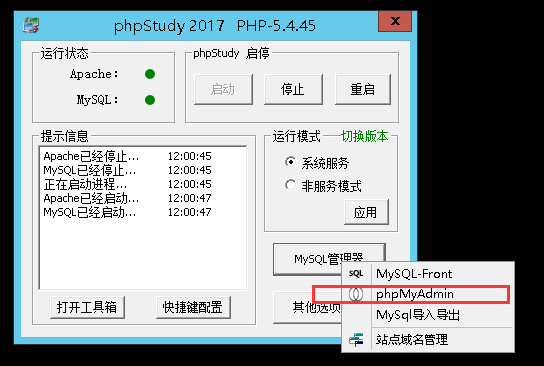 phpStudy 2017 PHP-5.4.45
运行状态
Apache:
MySQL:
phpStudy 启停
启动
停止
重启
提示信息
Apache已经停止... 12:00:45
MySQL已经停止... 12:00:45
正在启动进程... 12:00:45
Apache已经启动... 12:00:47
MySQL已经启动... 12:00:47
打开工具箱
快捷键配置
运行模式 切换版本
系统服务
非服务模式
应用
MySQL管理器
其他选项
SQL MySQL-Front
phpMyAdmin
MySql导入导出
站点域名管理